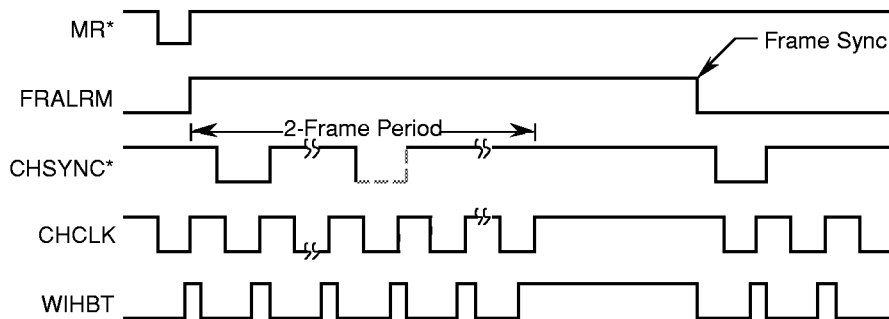 MR*
Frame Sync
FRALRM
2-Frame Period
CHSYNC*
CHCLK
WIHBT